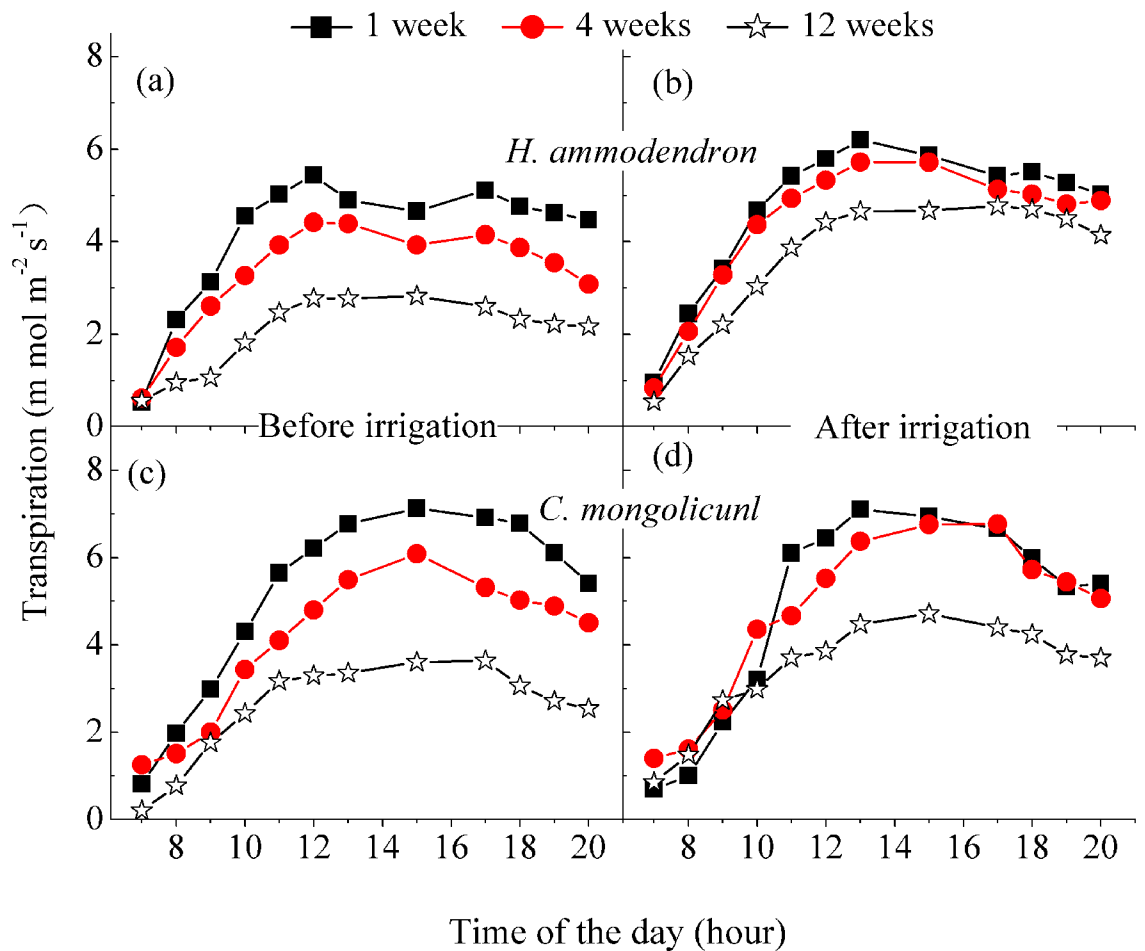 1 week 4 weeks 12 weeks
8
6
4
2
0
(a)
(b)
H. ammodendron
Before irrigation
After irrigation
8
6
4
2
0
(c)
(d)
C. mongolicunl
8 10 12 14 16 18 20 8 10 12 14 16 18 20
Transpiration (m mol m⁻² s⁻¹)
Time of the day (hour)